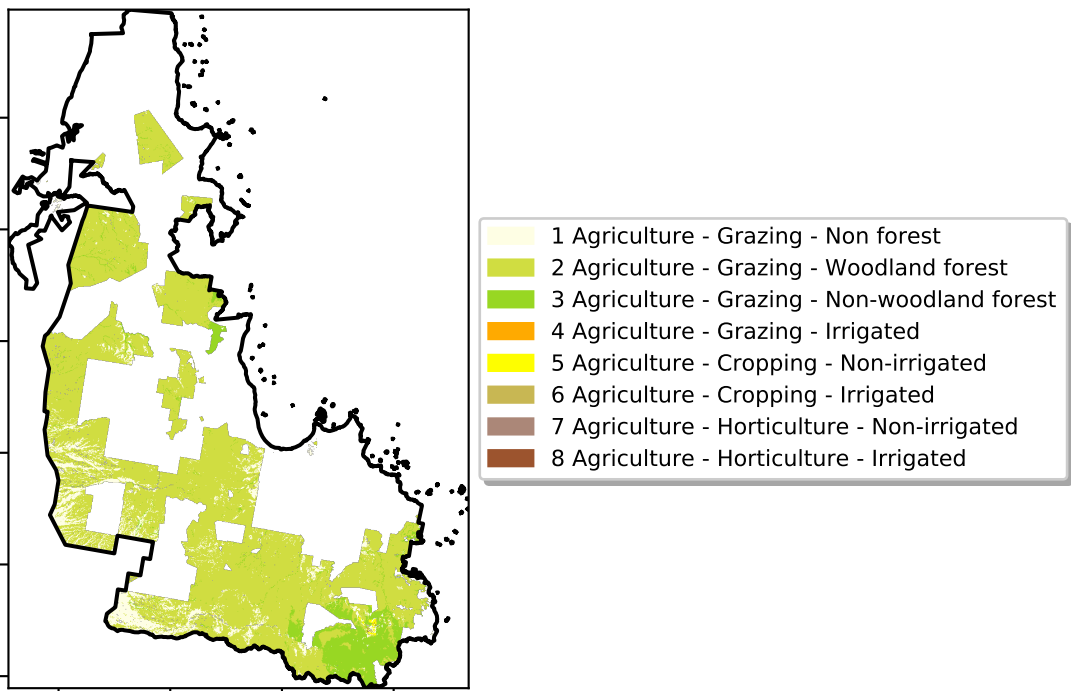 1 Agriculture - Grazing - Non forest
2 Agriculture - Grazing - Woodland forest
3 Agriculture - Grazing - Non-woodland forest
4 Agriculture - Grazing - Irrigated
5 Agriculture - Cropping - Non-irrigated
6 Agriculture - Cropping - Irrigated
7 Agriculture - Horticulture - Non-irrigated
8 Agriculture - Horticulture - Irrigated